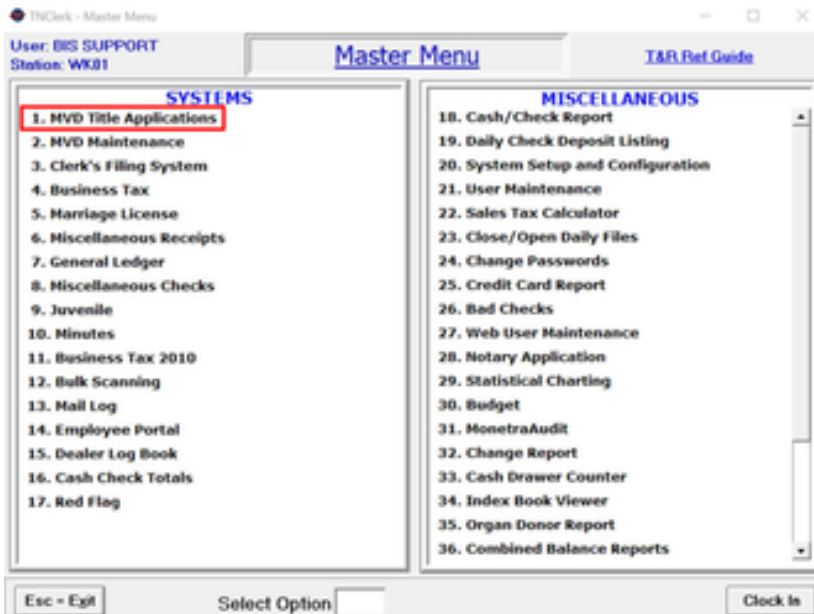 TNClerk - Master Menu
User: BIS SUPPORT
Station: WK01
Master Menu
T&R Ref Guide
SYSTEMS
1. MVD Title Applications
2. MVD Maintenance
3. Clerk's Filing System
4. Business Tax
5. Marriage License
6. Miscellaneous Receipts
7. General Ledger
8. Miscellaneous Checks
9. Juvenile
10. Minutes
11. Business Tax 2010
12. Bulk Scanning
13. Mail Log
14. Employee Portal
15. Dealer Log Book
16. Cash Check Totals
17. Red Flag
MISCELLANEOUS
18. Cash/Check Report
19. Daily Check Deposit Listing
20. System Setup and Configuration
21. User Maintenance
22. Sales Tax Calculator
23. Close/Open Daily Files
24. Change Passwords
25. Credit Card Report
26. Bad Checks
27. Web User Maintenance
28. Notary Application
29. Statistical Charting
30. Budget
31. MonetraAudit
32. Change Report
33. Cash Drawer Counter
34. Index Book Viewer
35. Organ Donor Report
36. Combined Balance Reports
Esc = Exit
Select Option
Clock In